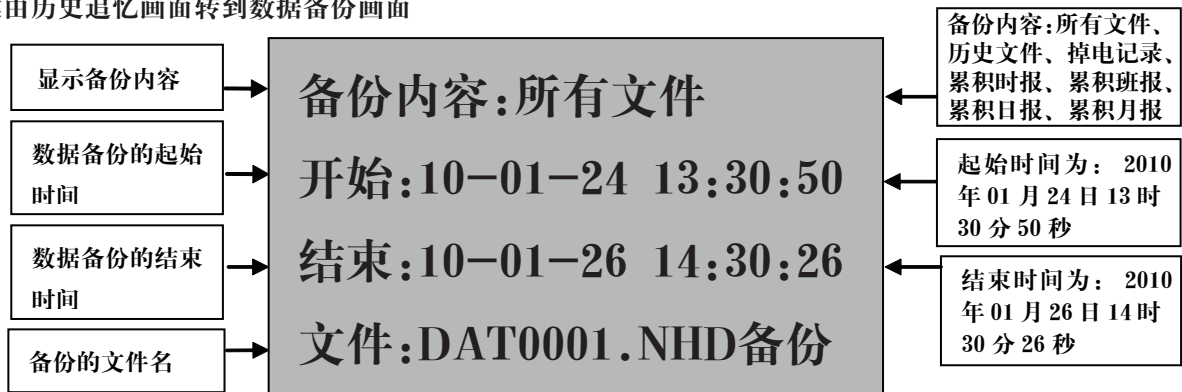 由历史追忆画面转到数据备份画面
显示备份内容
数据备份的起始
时间
数据备份的结束
时间
备份的文件名
备份内容:所有文件
开始:10-01-24 13:30:50
结束:10-01-26 14:30:26
文件:DAT0001.NHD备份
备份内容:所有文件、
历史文件、掉电记录、
累积时报、累积班报、
累积日报、累积月报
起始时间为： 2010
年 01 月 24 日 13 时
30 分 50 秒
结束时间为： 2010
年 01 月 26 日 14 时
30 分 26 秒